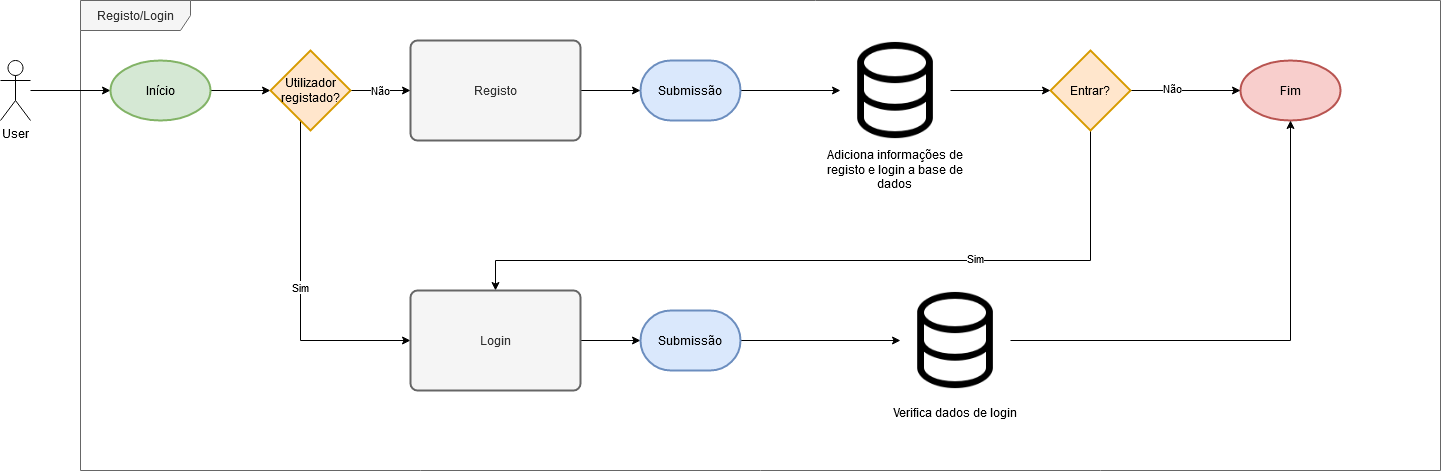 Registo/Login
User
Início
Utilizador
registado?
Não
Registo
Submissão
Adiciona informações de
registo e login a base de
dados
Entrar?
Não
Fim
Sim
Sim
Login
Submissão
Verifica dados de login